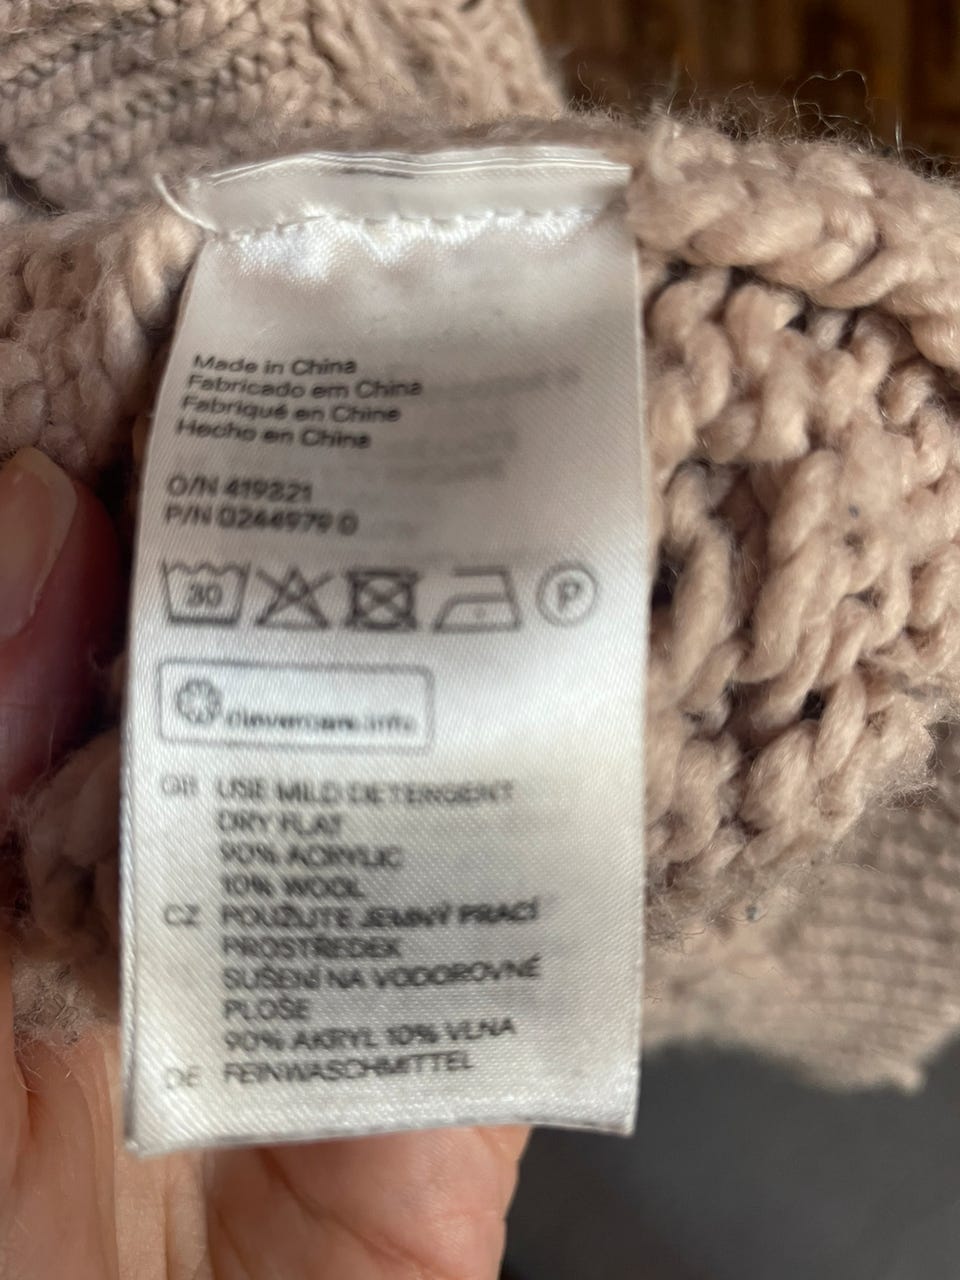 Made in China
Fabricado em China
Fabriqué en Chine
Hecho en China
O/N 419321
P/N 0244979 0
30
P
clevercare.info
GB USE MILD DETERGENT
DRY FLAT
90% ACRYLIC
10% WOOL
CZ POUŽIJTE JEMNÝ PRACÍ
PROSTŘEDEK
SUŠENÍ NA VODOROVNÉ
PLOŠE
90% AKRYL 10% VLNA
DE FEINWASCHMITTEL